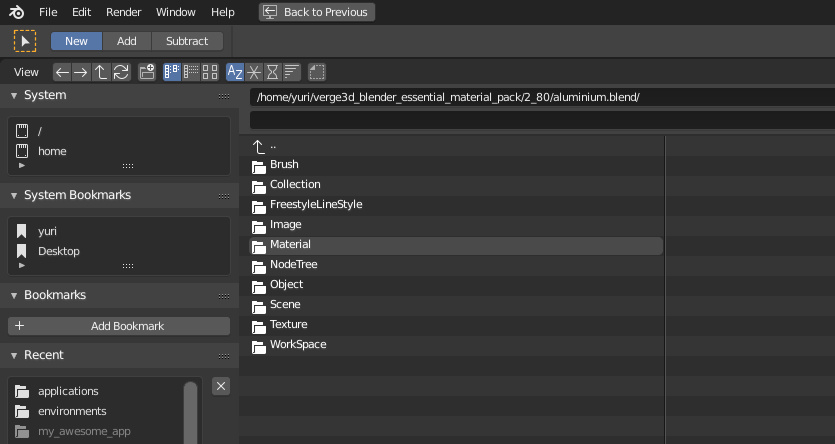 File Edit Render Window Help Back to Previous
New Add Subtract
View
System
/home/yuri/verge3d_blender_essential_material_pack/2_80/aluminium.blend/
/
home
System Bookmarks
yuri
Desktop
Bookmarks
Add Bookmark
Recent
applications
environments
my_awesome_app
..
Brush
Collection
FreestyleLineStyle
Image
Material
NodeTree
Object
Scene
Texture
WorkSpace